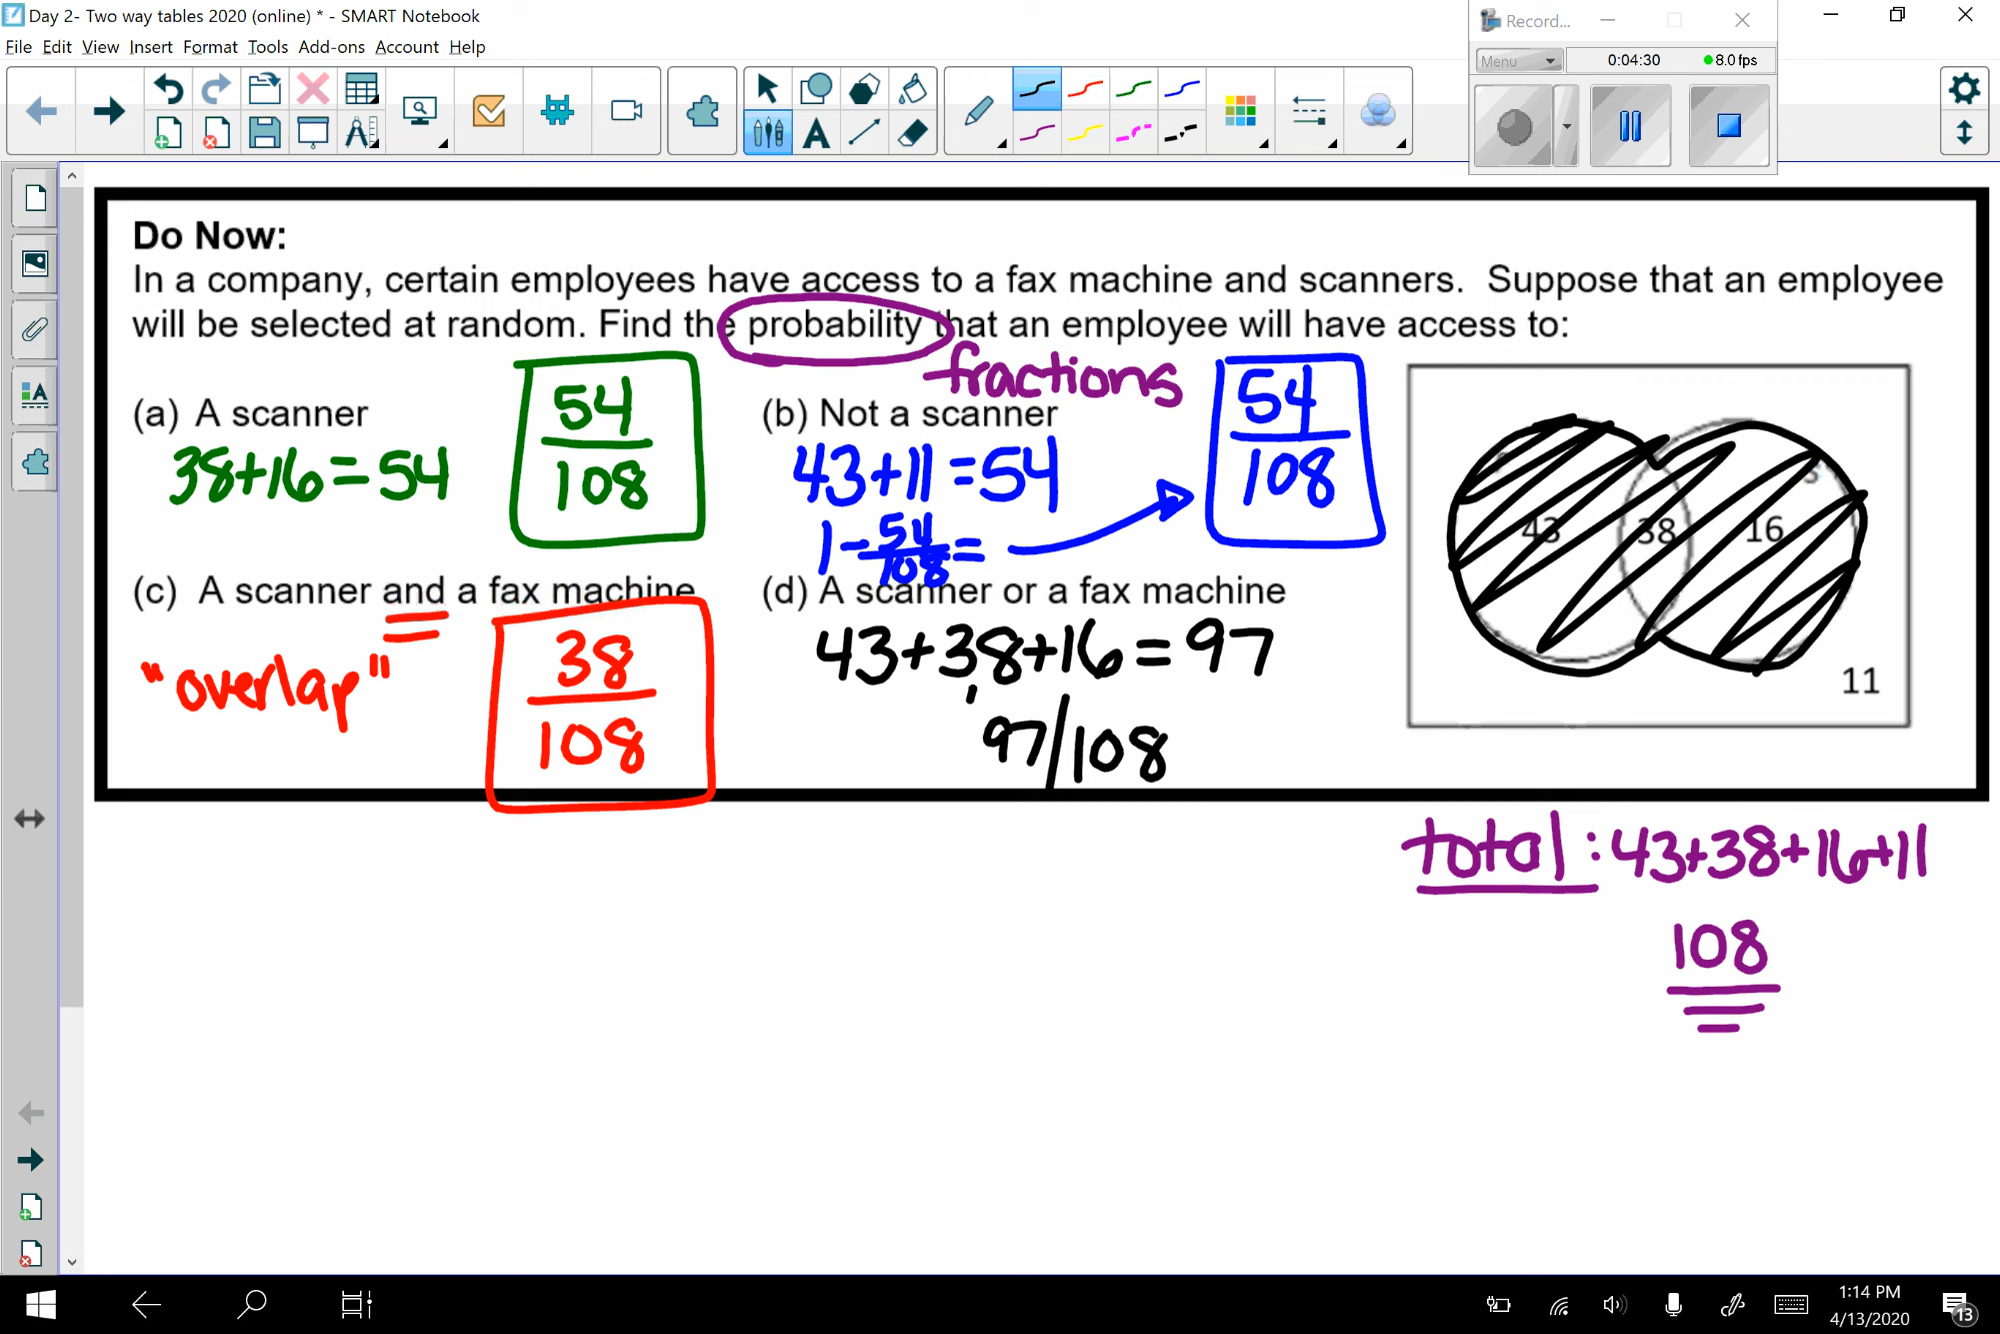 Day 2- Two way tables 2020 (online) * - SMART Notebook
File Edit View Insert Format Tools Add-ons Account Help
Record...
Menu 0:04:30 8.0 fps
Do Now:
In a company, certain employees have access to a fax machine and scanners. Suppose that an employee
will be selected at random. Find the probability that an employee will have access to:
fractions
(a) A scanner
38+16=54
54
108
(b) Not a scanner
43+11=54
1-54/108=
54
108
(c) A scanner and a fax machine
"overlap"
38
108
(d) A scanner or a fax machine
43+38+16=97
97/108
43 38 16
11
total: 43+38+16+11
108
1:14 PM
4/13/2020
13